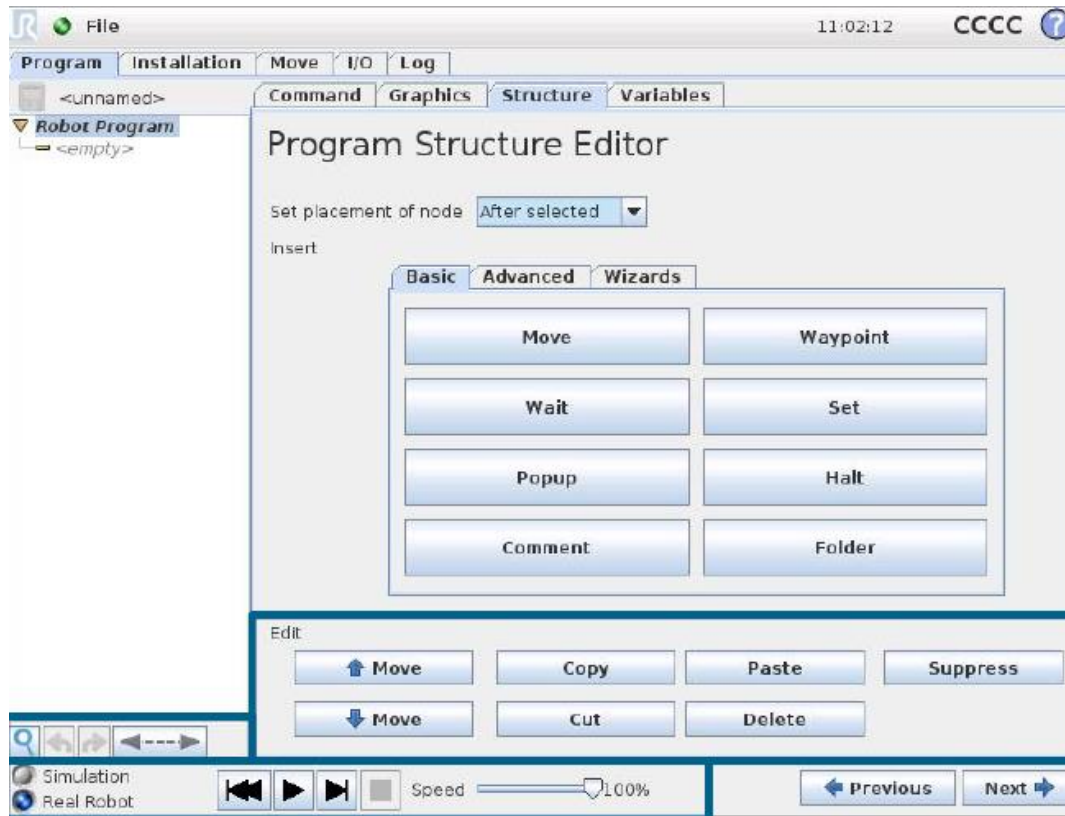 File 11:02:12 CCCC ?
Program Installation Move I/O Log
<unnamed> Command Graphics Structure Variables
Robot Program
<empty>
Program Structure Editor
Set placement of node After selected
Insert
Basic Advanced Wizards
Move Waypoint
Wait Set
Popup Halt
Comment Folder
Edit
Move Copy Paste Suppress
Move Cut Delete
Simulation
Real Robot
Speed 100%
Previous Next